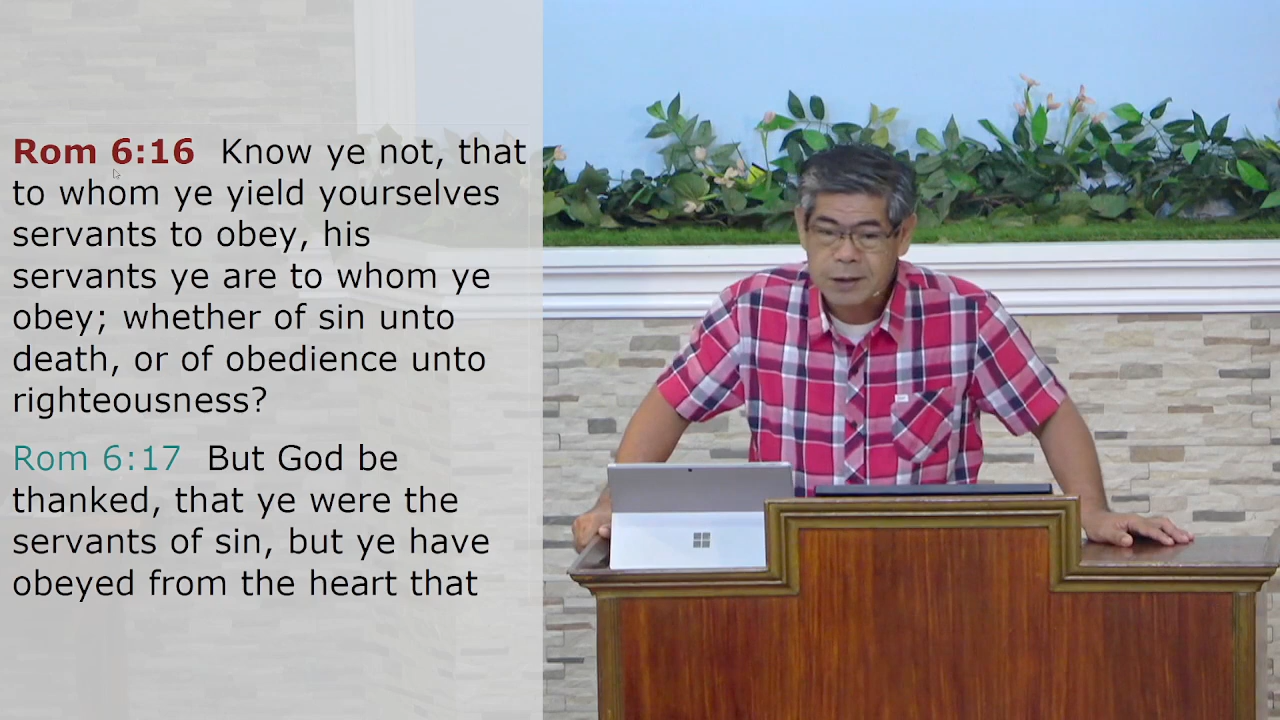 Rom 6:16 Know ye not, that
to whom ye yield yourselves
servants to obey, his
servants ye are to whom ye
obey; whether of sin unto
death, or of obedience unto
righteousness?
Rom 6:17 But God be
thanked, that ye were the
servants of sin, but ye have
obeyed from the heart that